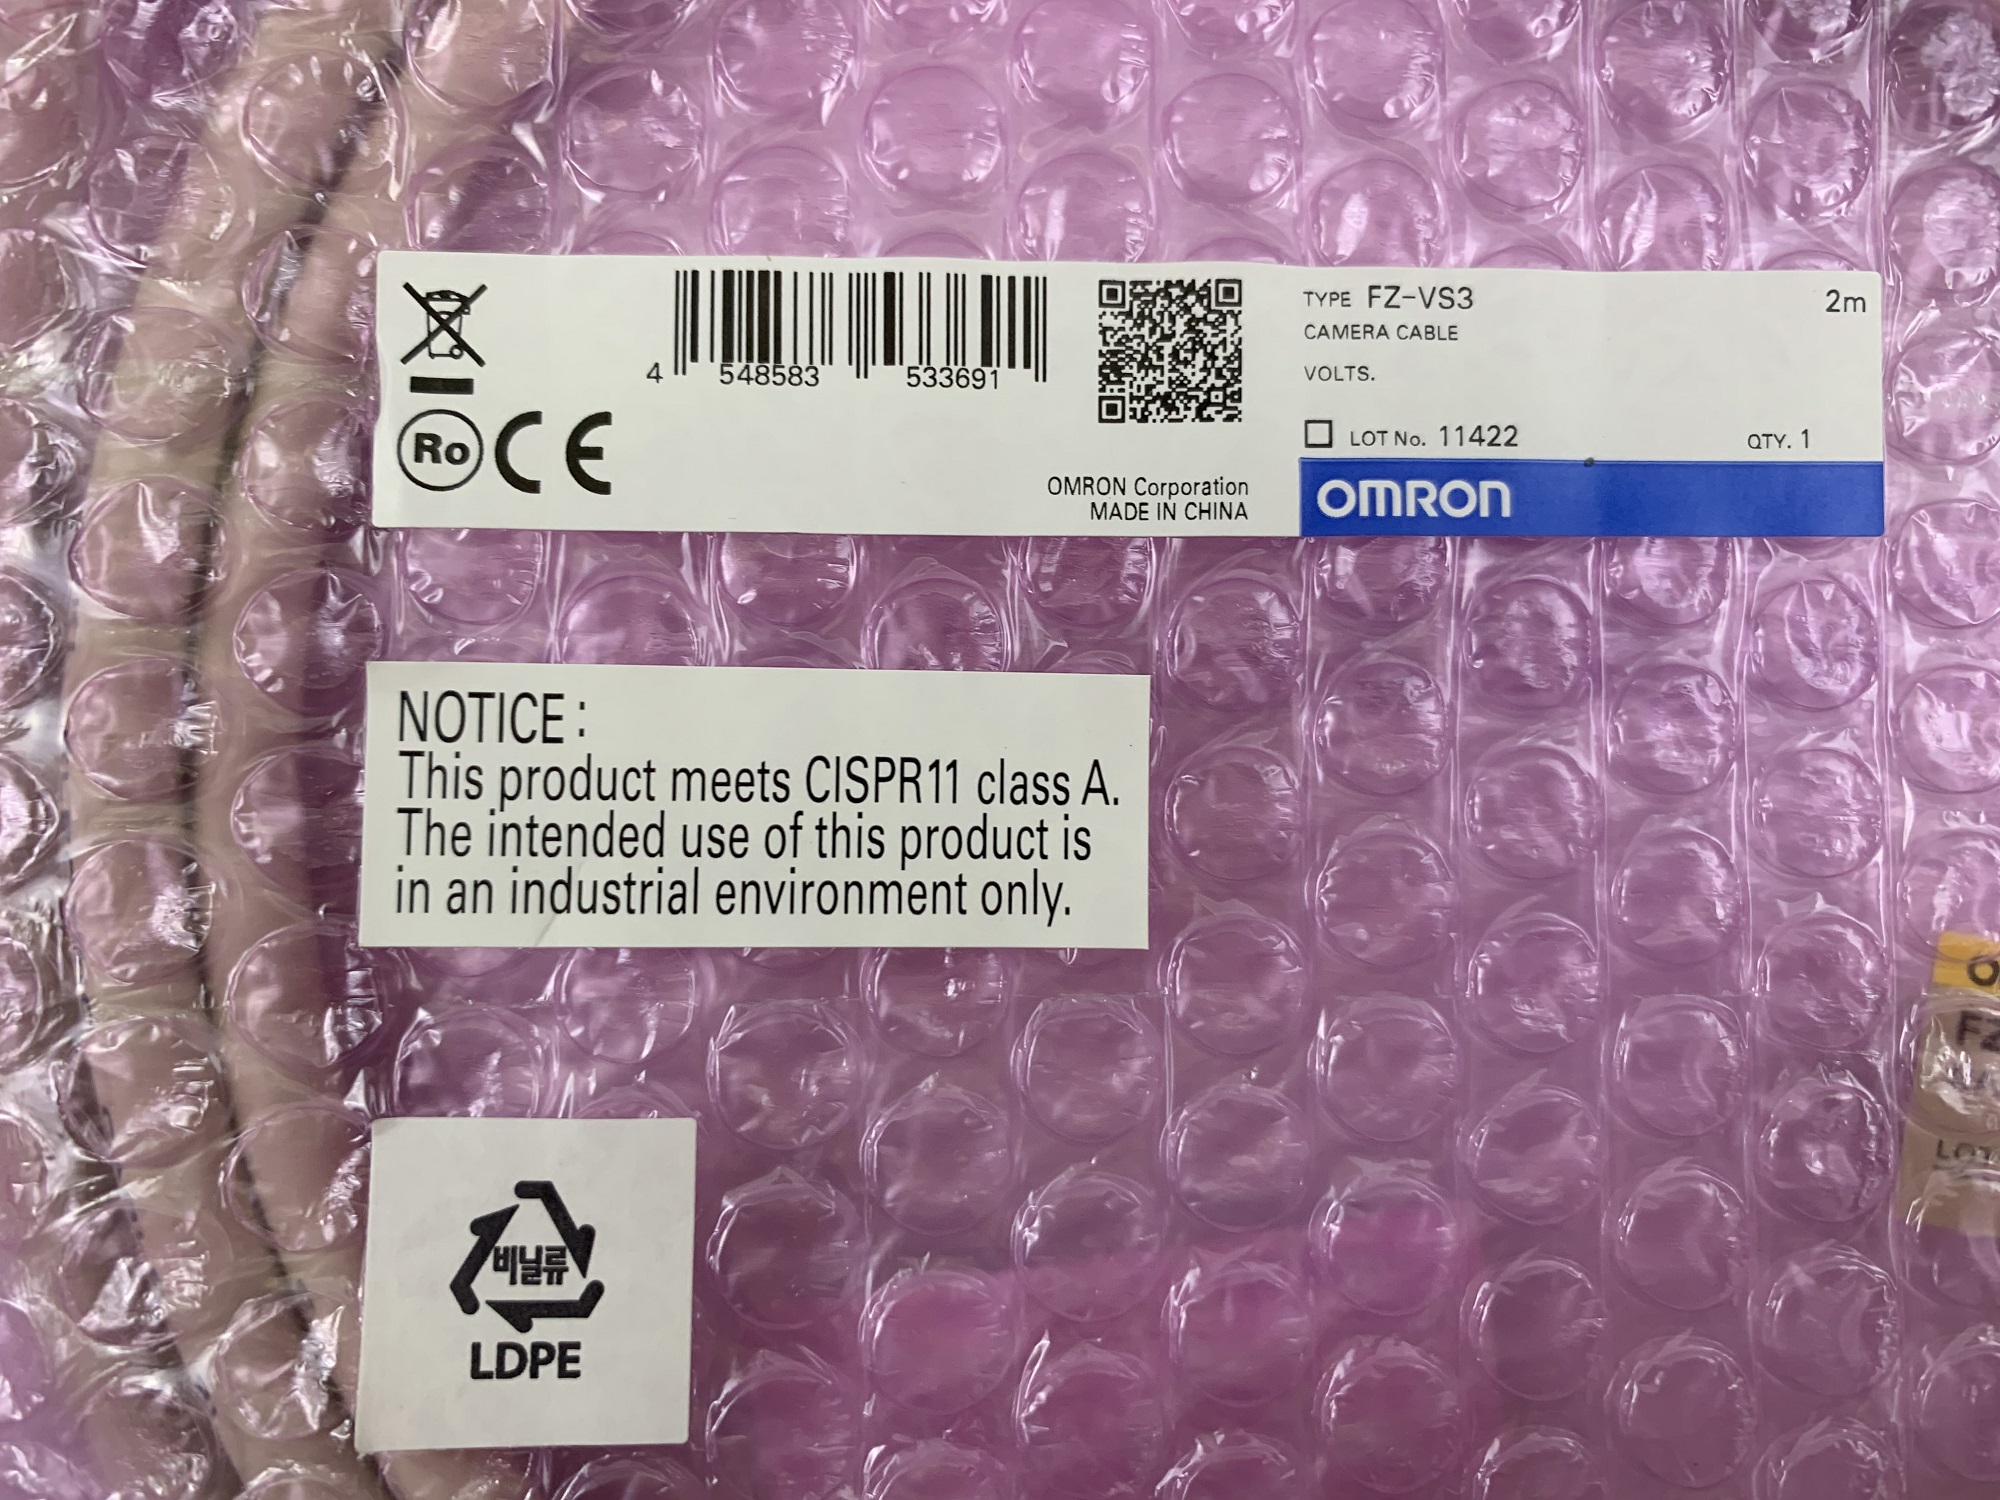 TYPE FZ-VS3 2m
CAMERA CABLE
VOLTS.
LOT No. 11422 QTY. 1
OMRON
4 548583 533691
Ro CE
OMRON Corporation
MADE IN CHINA
NOTICE :
This product meets CISPR11 class A.
The intended use of this product is
in an industrial environment only.
비닐류
LDPE
FZ